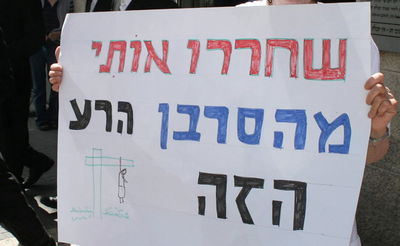 שחררו אותי
מהסרבן הרע
הזה